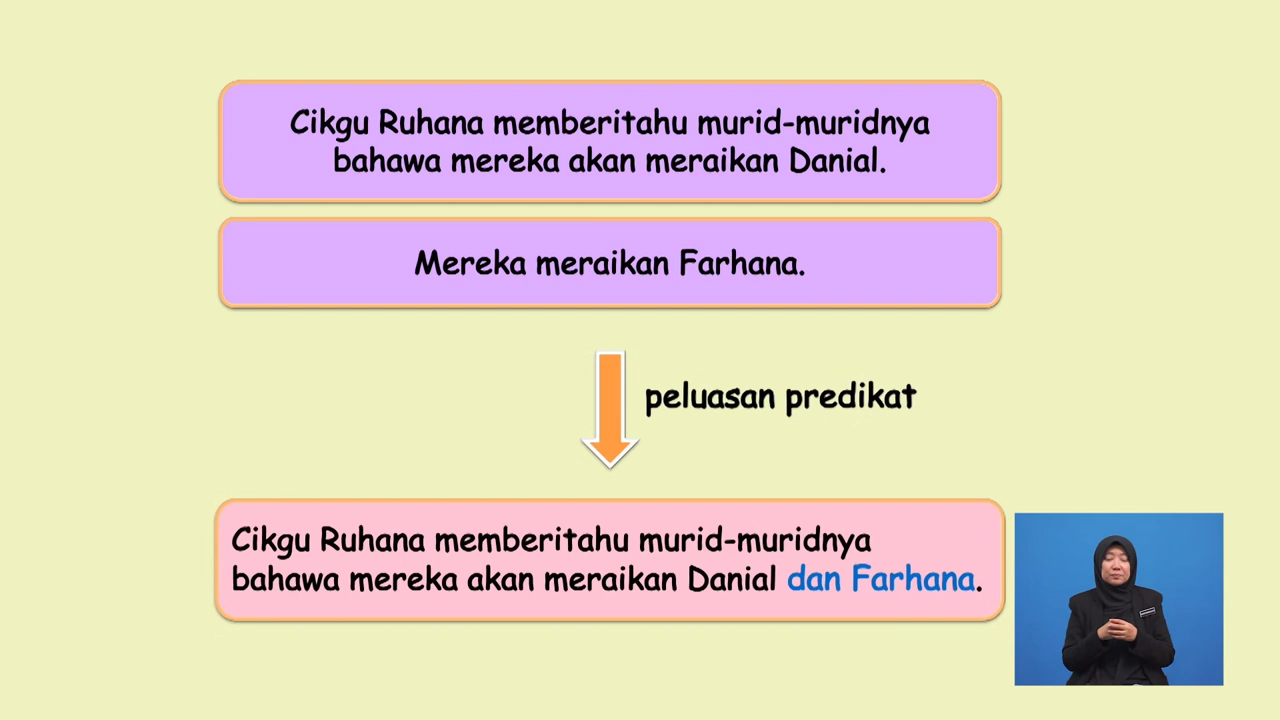 Cikgu Ruhana memberitahu murid-muridnya
bahawa mereka akan meraikan Danial.
Mereka meraikan Farhana.
peluasan predikat
Cikgu Ruhana memberitahu murid-muridnya
bahawa mereka akan meraikan Danial dan Farhana.